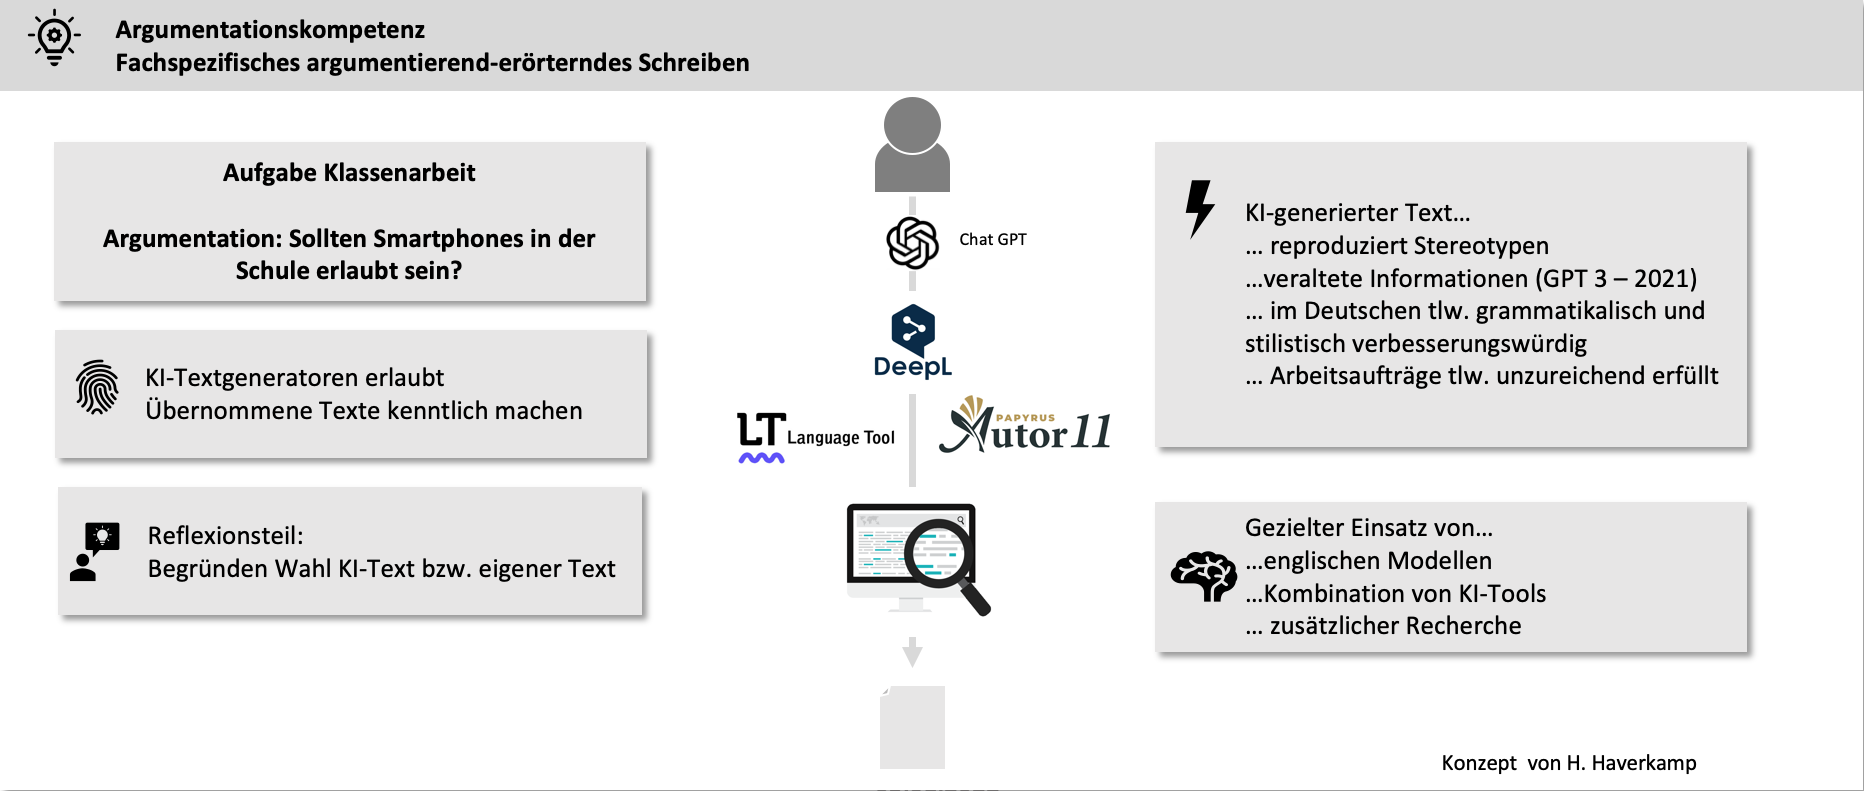 Argumentationskompetenz
Fachspezifisches argumentierend-erörterndes Schreiben
Aufgabe Klassenarbeit
Argumentation: Sollten Smartphones in der
Schule erlaubt sein?
KI-Textgeneratoren erlaubt
Übernommene Texte kenntlich machen
Reflexionsteil:
Begründen Wahl KI-Text bzw. eigener Text
Chat GPT
DeepL
LT Language Tool
PAPYRUS
Autor 11
KI-generierter Text…
… reproduziert Stereotypen
…veraltete Informationen (GPT 3 – 2021)
… im Deutschen tlw. grammatikalisch und
stilistisch verbesserungswürdig
… Arbeitsaufträge tlw. unzureichend erfüllt
Gezielter Einsatz von…
…englischen Modellen
…Kombination von KI-Tools
… zusätzlicher Recherche
Konzept  von H. Haverkamp